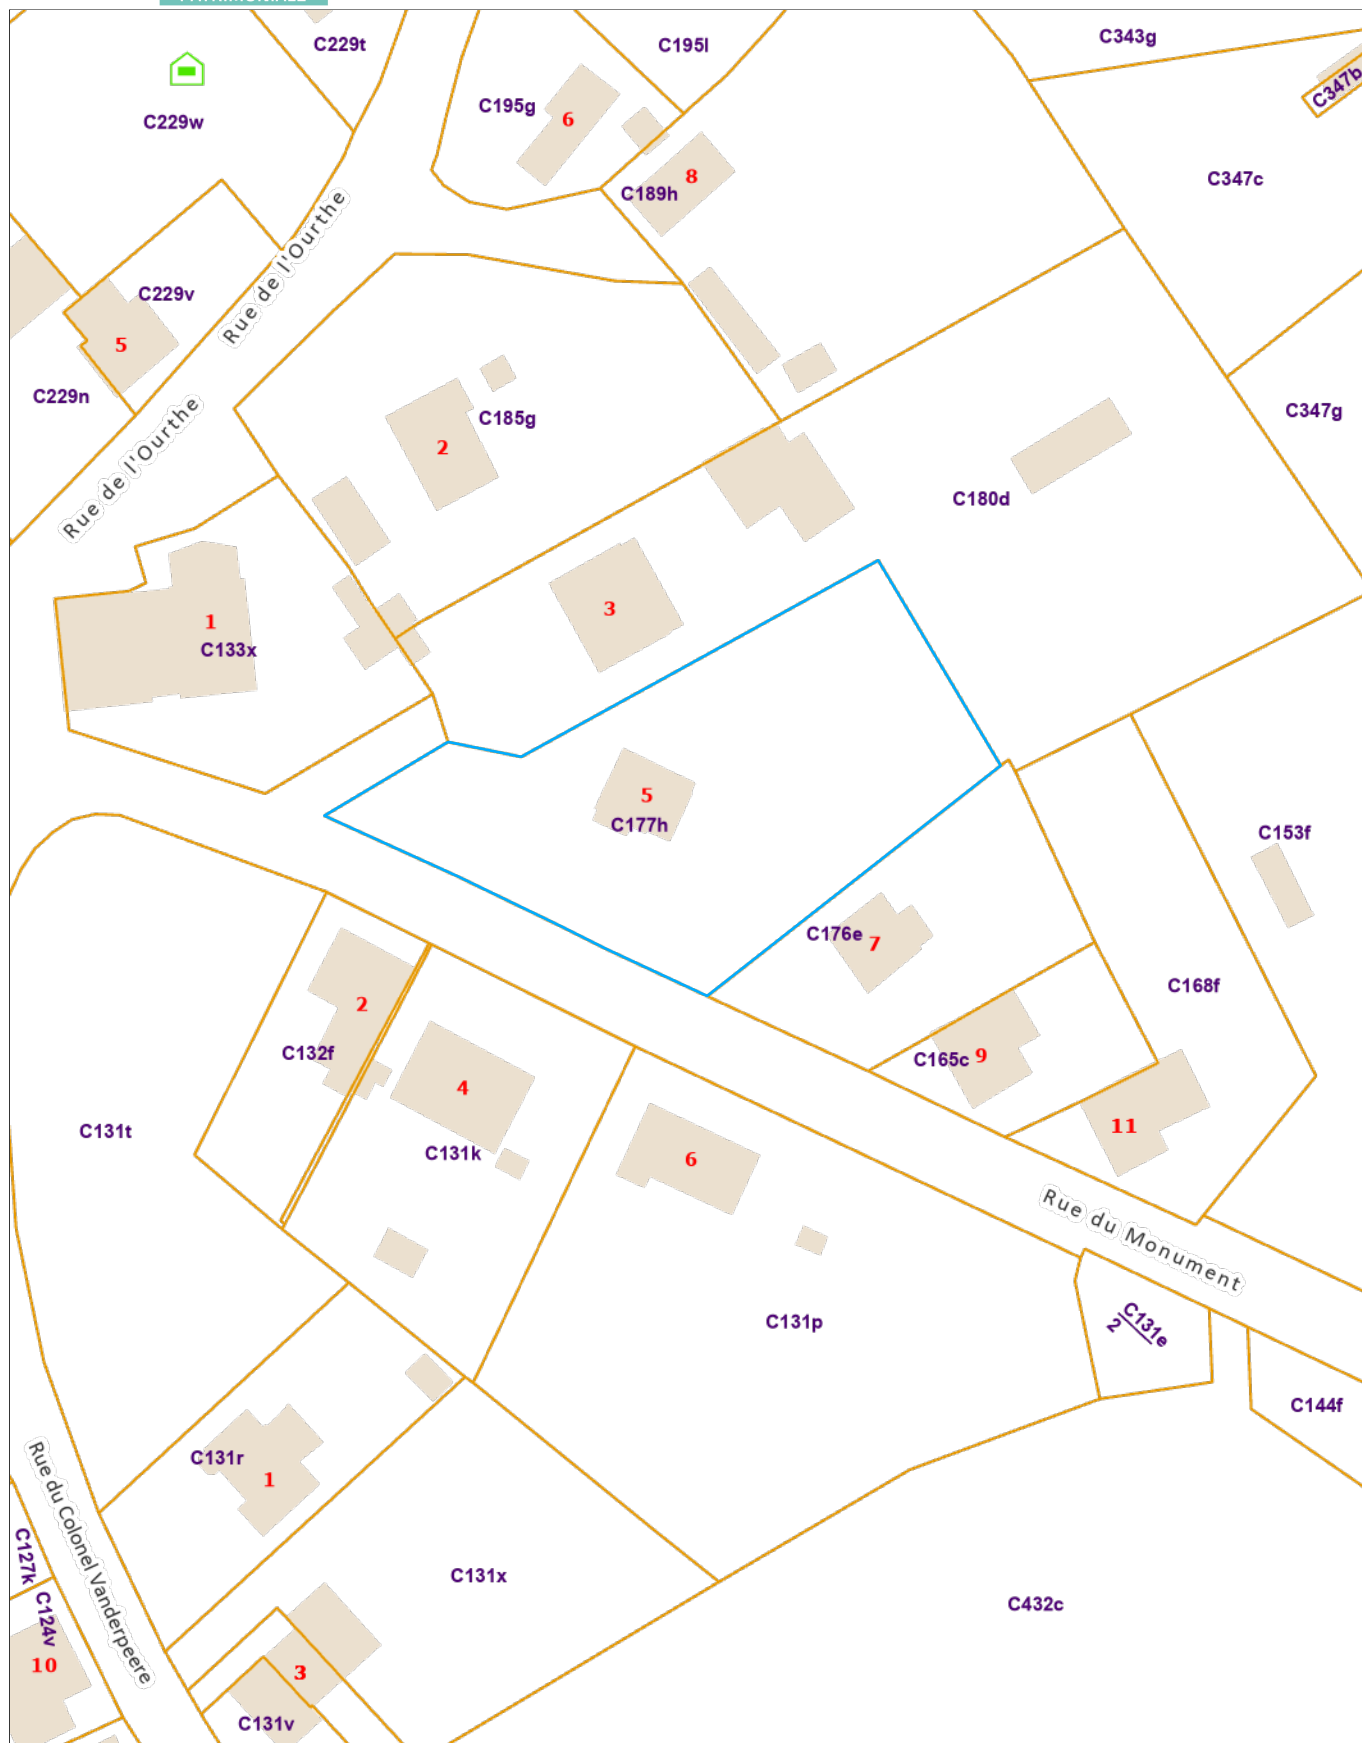 C229t
C195l
C343g
C347b
C229w
C195g
6
C347c
8
C189h
Rue de l'Ourthe
C229v
5
C229n
C185g
2
C347g
Rue de l'Ourthe
C180d
3
1
C133x
5
C177h
C153f
C176e
7
C168f
2
C132f
C165c
9
4
11
C131t
C131k
6
Rue du Monument
C131p
C131e
2
C144f
C131r
1
Rue du Colonel Vanderpeere
C127k
C131x
C124v
C432c
10
3
C131v